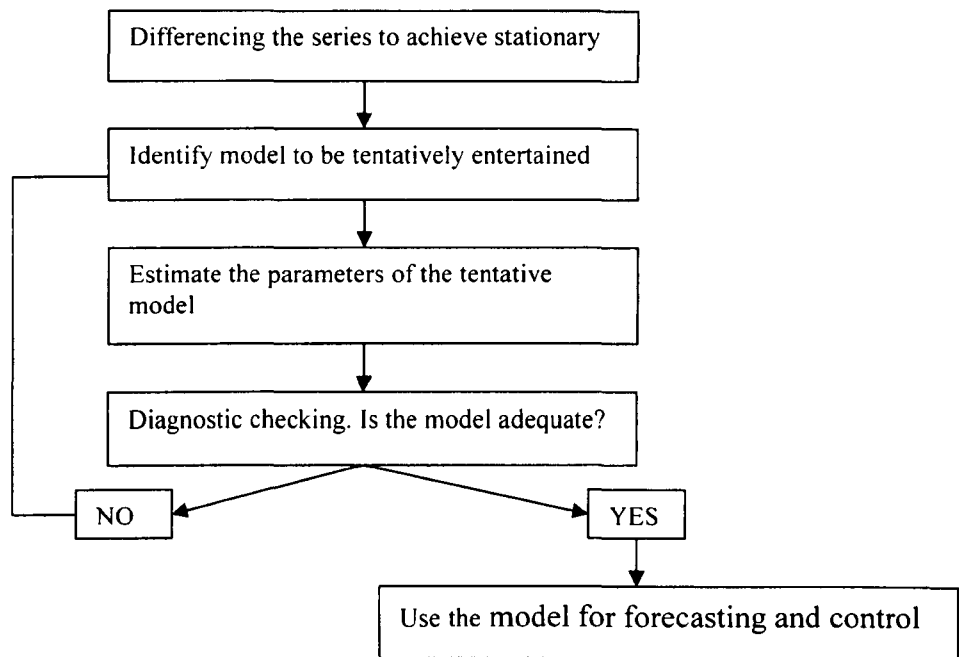 Differencing the series to achieve stationary
Identify model to be tentatively entertained
Estimate the parameters of the tentative
model
Diagnostic checking. Is the model adequate?
NO
YES
Use the model for forecasting and control